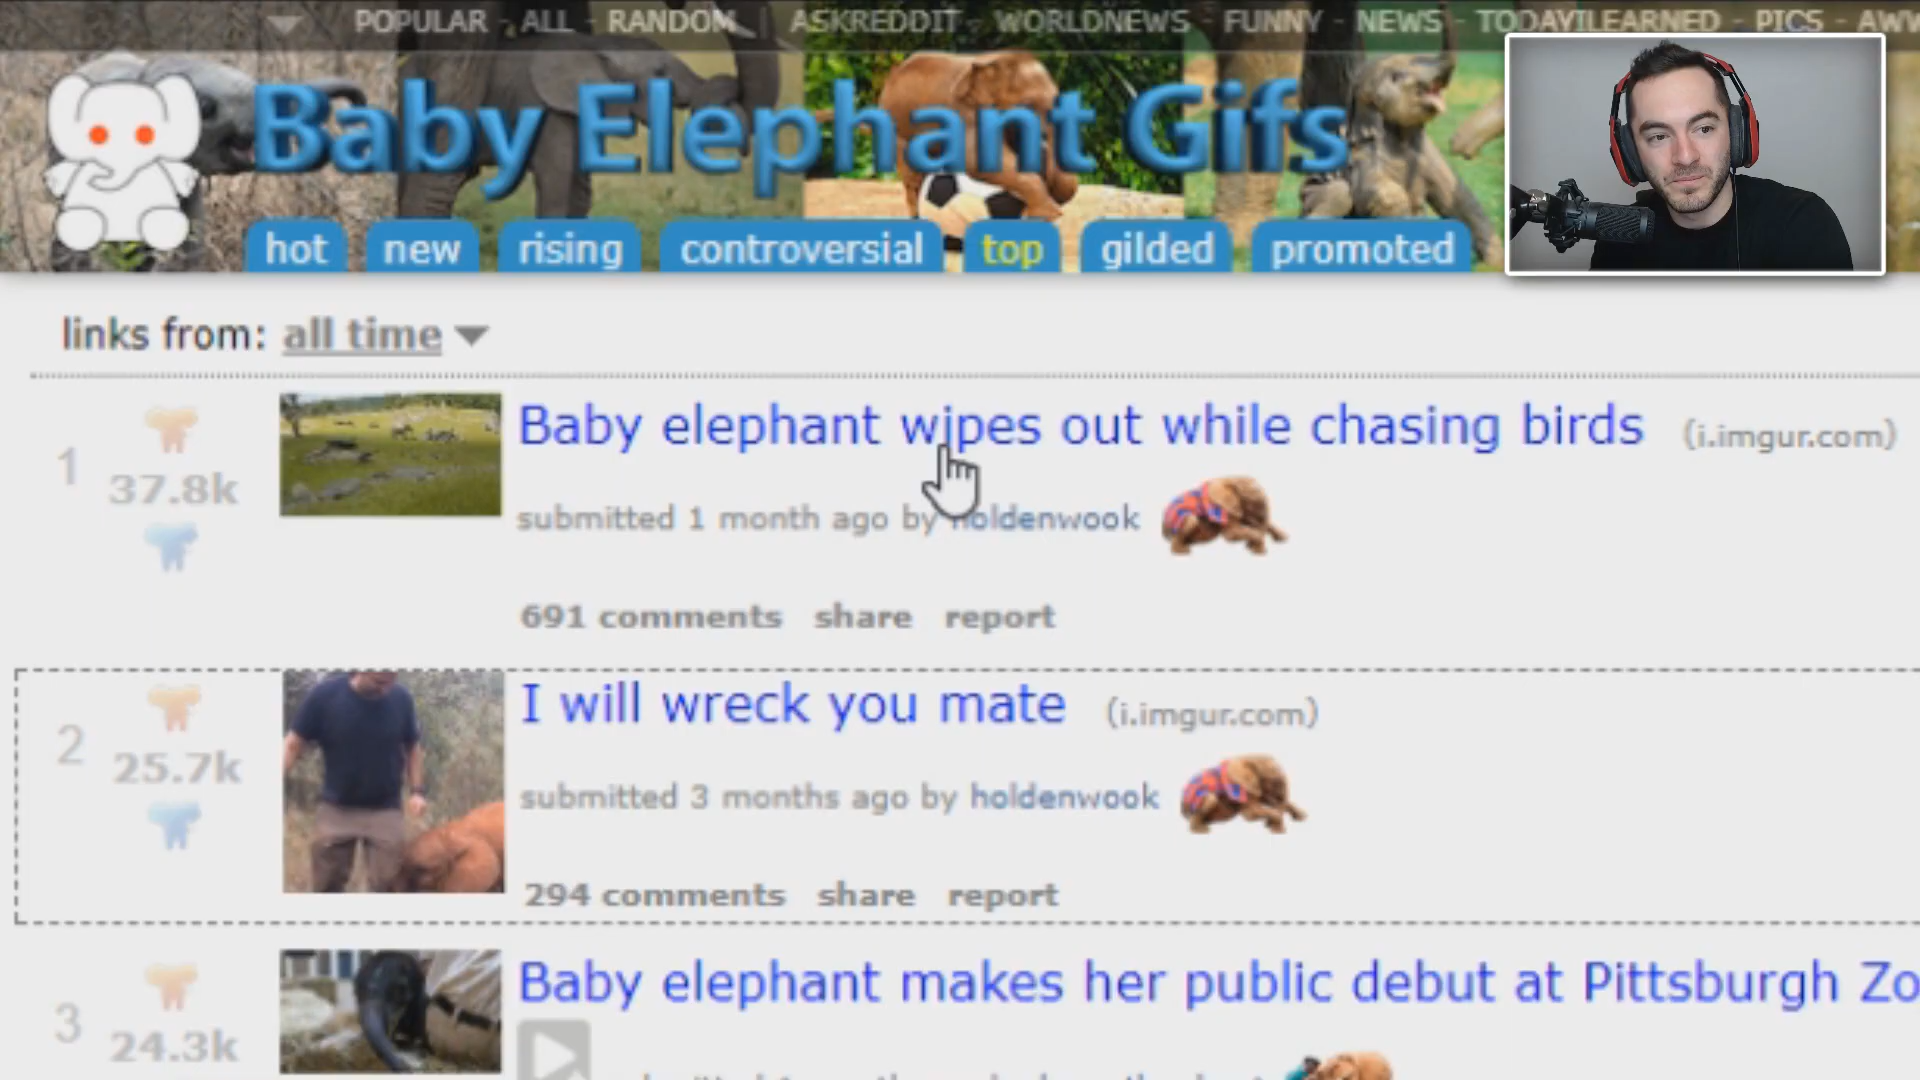 POPULAR - ALL - RANDOM | ASKREDDIT - WORLDNEWS - FUNNY - NEWS - TODAYILEARNED - PICS - AWW
Baby Elephant Gifs
hot new rising controversial top gilded promoted
links from: all time
1 37.8k Baby elephant wipes out while chasing birds (i.imgur.com)
submitted 1 month ago by holdenwook
691 comments share report
2 25.7k I will wreck you mate (i.imgur.com)
submitted 3 months ago by holdenwook
294 comments share report
3 24.3k Baby elephant makes her public debut at Pittsburgh Zo